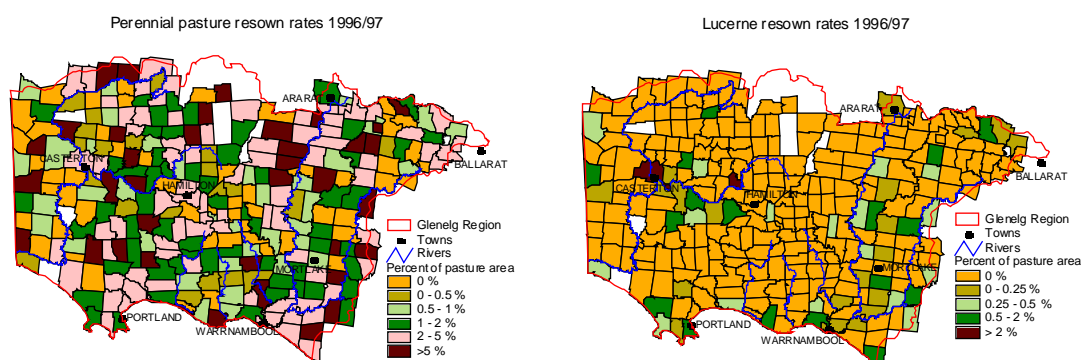 Perennial pasture resown rates 1996/97
ARARAT
CASTERTON
BALLARAT
HAMILTON
MORTLAKE
PORTLAND
WARRNAMBOOL
Glenelg Region
Towns
Rivers
Percent of pasture area
0 %
0 - 0.5 %
0.5 - 1 %
1 - 2 %
2 - 5 %
>5 %
Lucerne resown rates 1996/97
ARARAT
BALLARAT
CASTERTON
HAMILTON
MORTLAKE
PORTLAND
WARRNAMBOOL
Glenelg Region
Towns
Rivers
Percent of pasture area
0 %
0 - 0.25 %
0.25 - 0.5 %
0.5 - 2 %
> 2 %